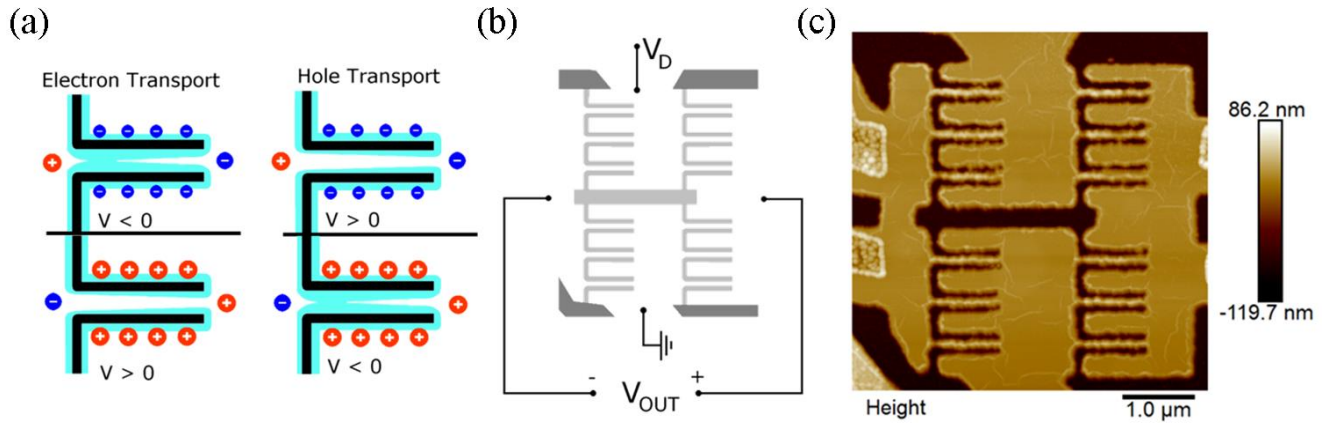 (a)
Electron Transport
Hole Transport
V < 0
V > 0
V > 0
V < 0
(b)
V_D
- +
V_OUT
(c)
86.2 nm
-119.7 nm
Height
1.0 µm